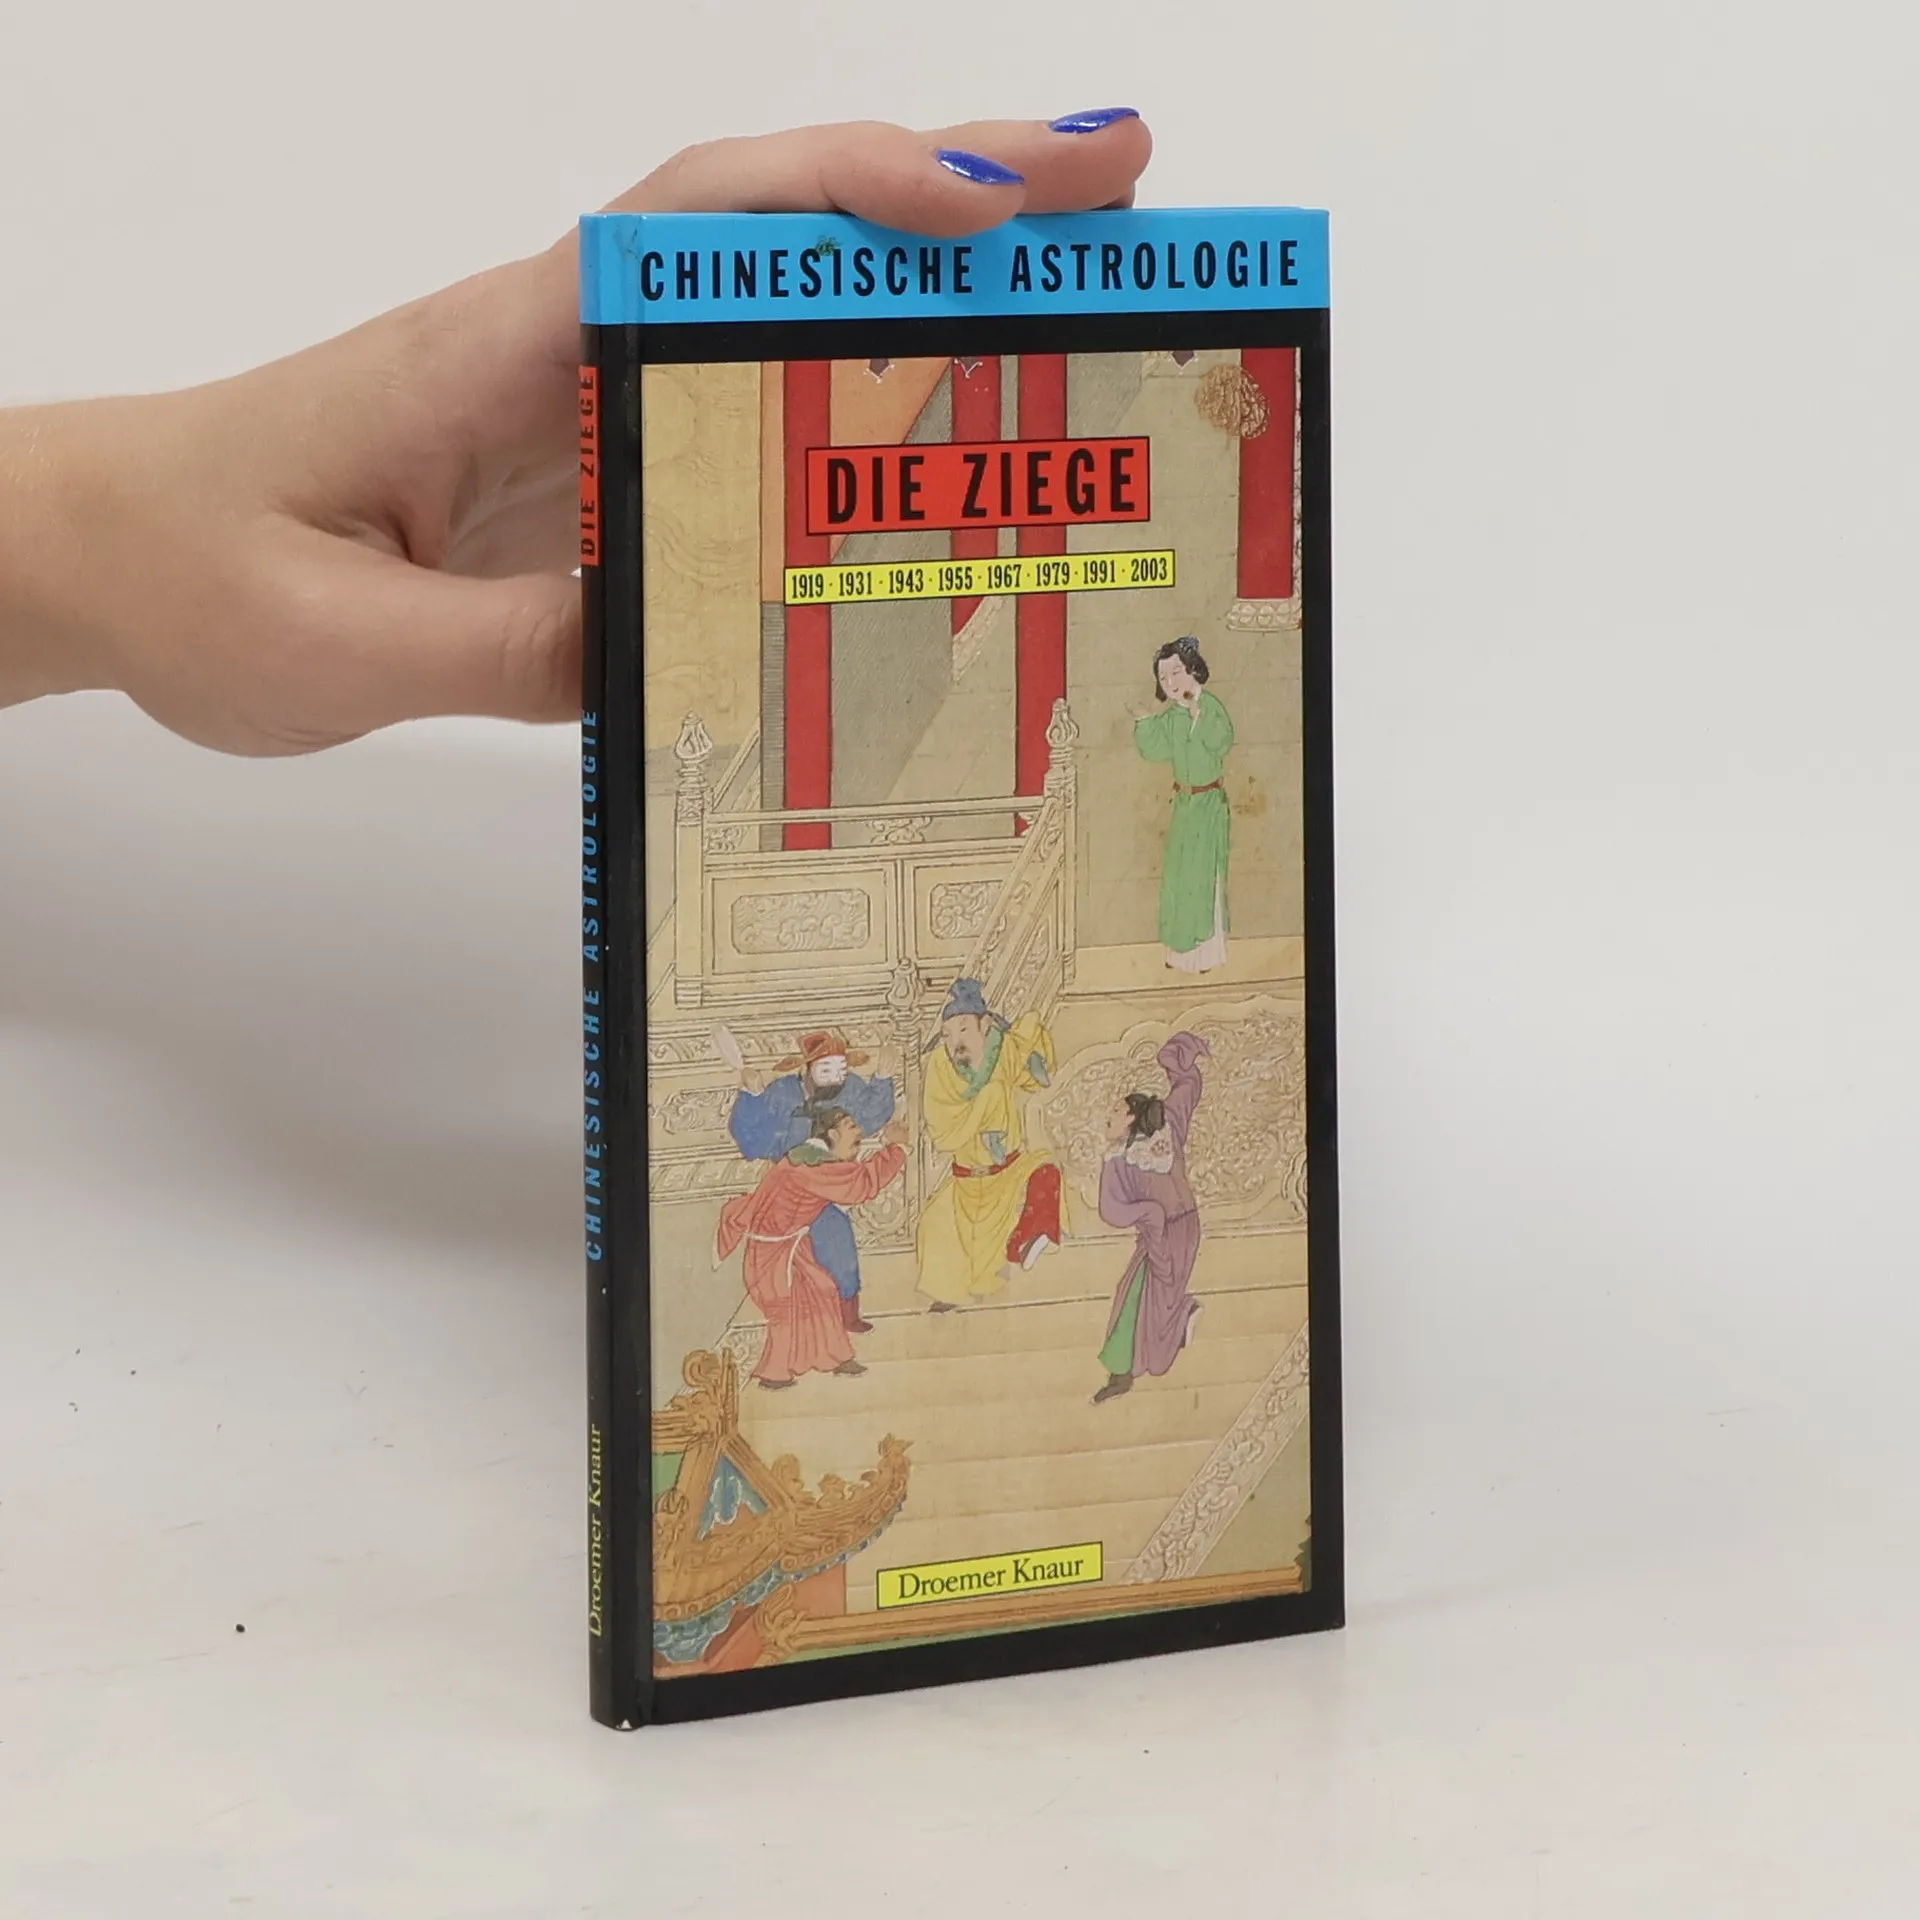 CHINESISCHE ASTROLOGIE
DIE ZIEGE
1919 · 1931 · 1943 · 1955 · 1967 · 1979 · 1991 · 2003
Droemer Knaur
DIE ZIEGE
CHINESISCHE ASTROLOGIE
Droemer Knaur